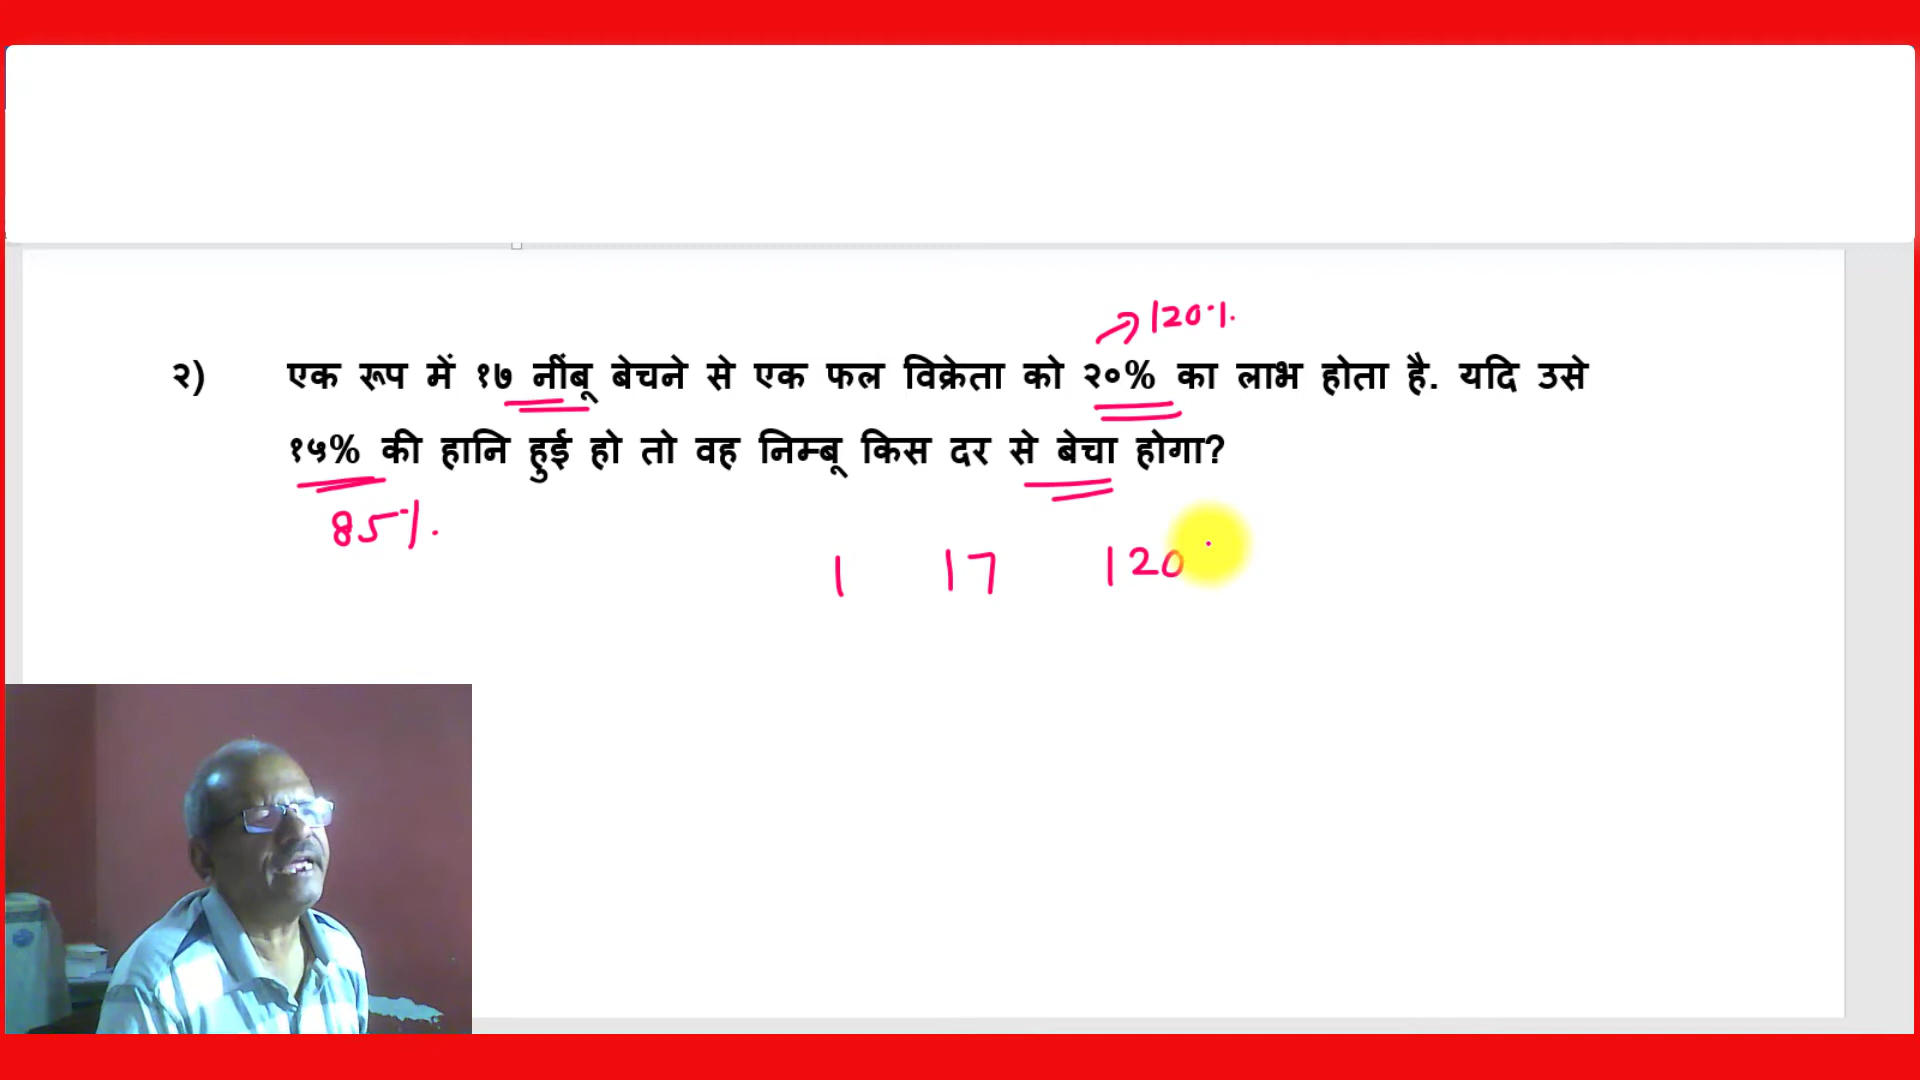 120%.
२) एक रूप में १७ नींबू बेचने से एक फल विक्रेता को २०% का लाभ होता है. यदि उसे
१५% की हानि हुई हो तो वह निम्बू किस दर से बेचा होगा?
85%.
1 17 120